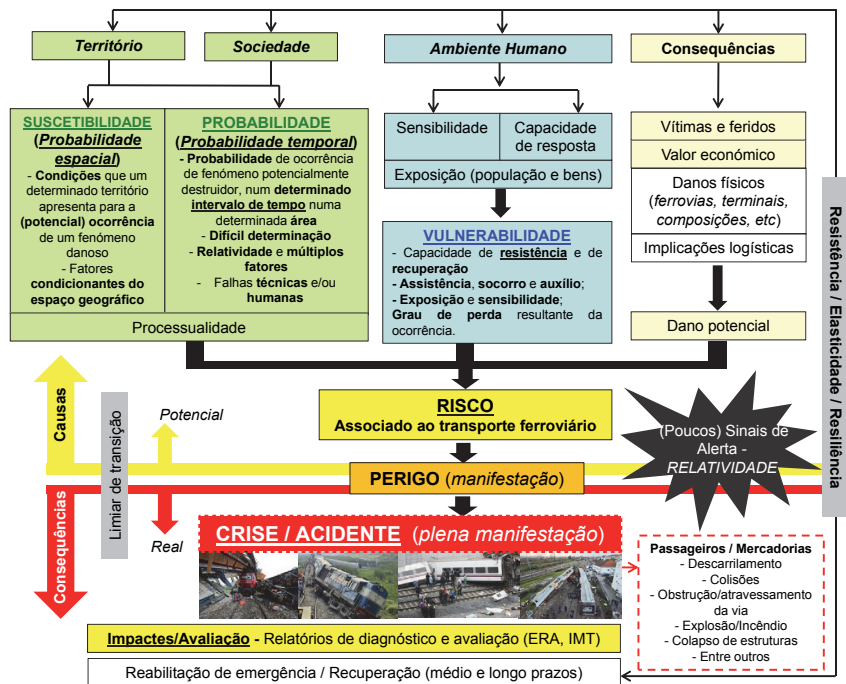 Território
Sociedade
Ambiente Humano
Consequências
SUSCETIBILIDADE
(Probabilidade
espacial)
- Condições que um
determinado território
apresenta para a
(potencial) ocorrência
de um fenómeno
danoso
- Fatores
condicionantes do
espaço geográfico
PROBABILIDADE
(Probabilidade temporal)
- Probabilidade de ocorrência
de fenómeno potencialmente
destruidor, num determinado
intervalo de tempo numa
determinada área
- Difícil determinação
- Relatividade e múltiplos
fatores
- Falhas técnicas e/ou
humanas
Processualidade
Sensibilidade
Capacidade
de resposta
Exposição (população e bens)
VULNERABILIDADE
- Capacidade de resistência e de
recuperação
- Assistência, socorro e auxílio;
- Exposição e sensibilidade;
Grau de perda resultante da
ocorrência.
Vítimas e feridos
Valor económico
Danos físicos
(ferrovias, terminais,
composições, etc)
Implicações logísticas
Dano potencial
Resistência / Elasticidade / Resiliência
Causas
Limiar de transição
Potencial
RISCO
Associado ao transporte ferroviário
(Poucos) Sinais de
Alerta -
RELATIVIDADE
PERIGO (manifestação)
Consequências
Real
CRISE / ACIDENTE (plena manifestação)
Passageiros / Mercadorias
- Descarrilamento
- Colisões
- Obstrução/atravessamento
da via
- Explosão/Incêndio
- Colapso de estruturas
- Entre outros
Impactes/Avaliação - Relatórios de diagnóstico e avaliação (ERA, IMT)
Reabilitação de emergência / Recuperação (médio e longo prazos)